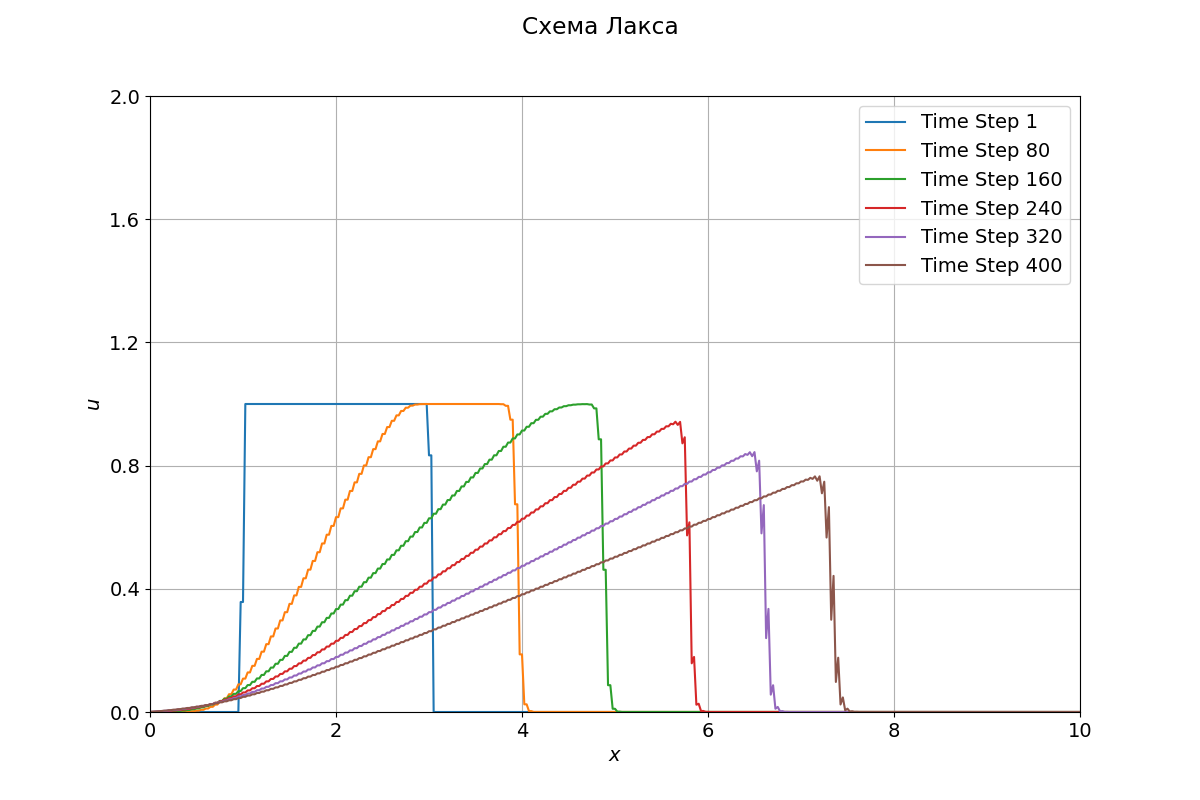 Схема Лакса
2.0
1.6
1.2
0.8
0.4
0.0
u
0 2 4 6 8 10
x
Time Step 1
Time Step 80
Time Step 160
Time Step 240
Time Step 320
Time Step 400